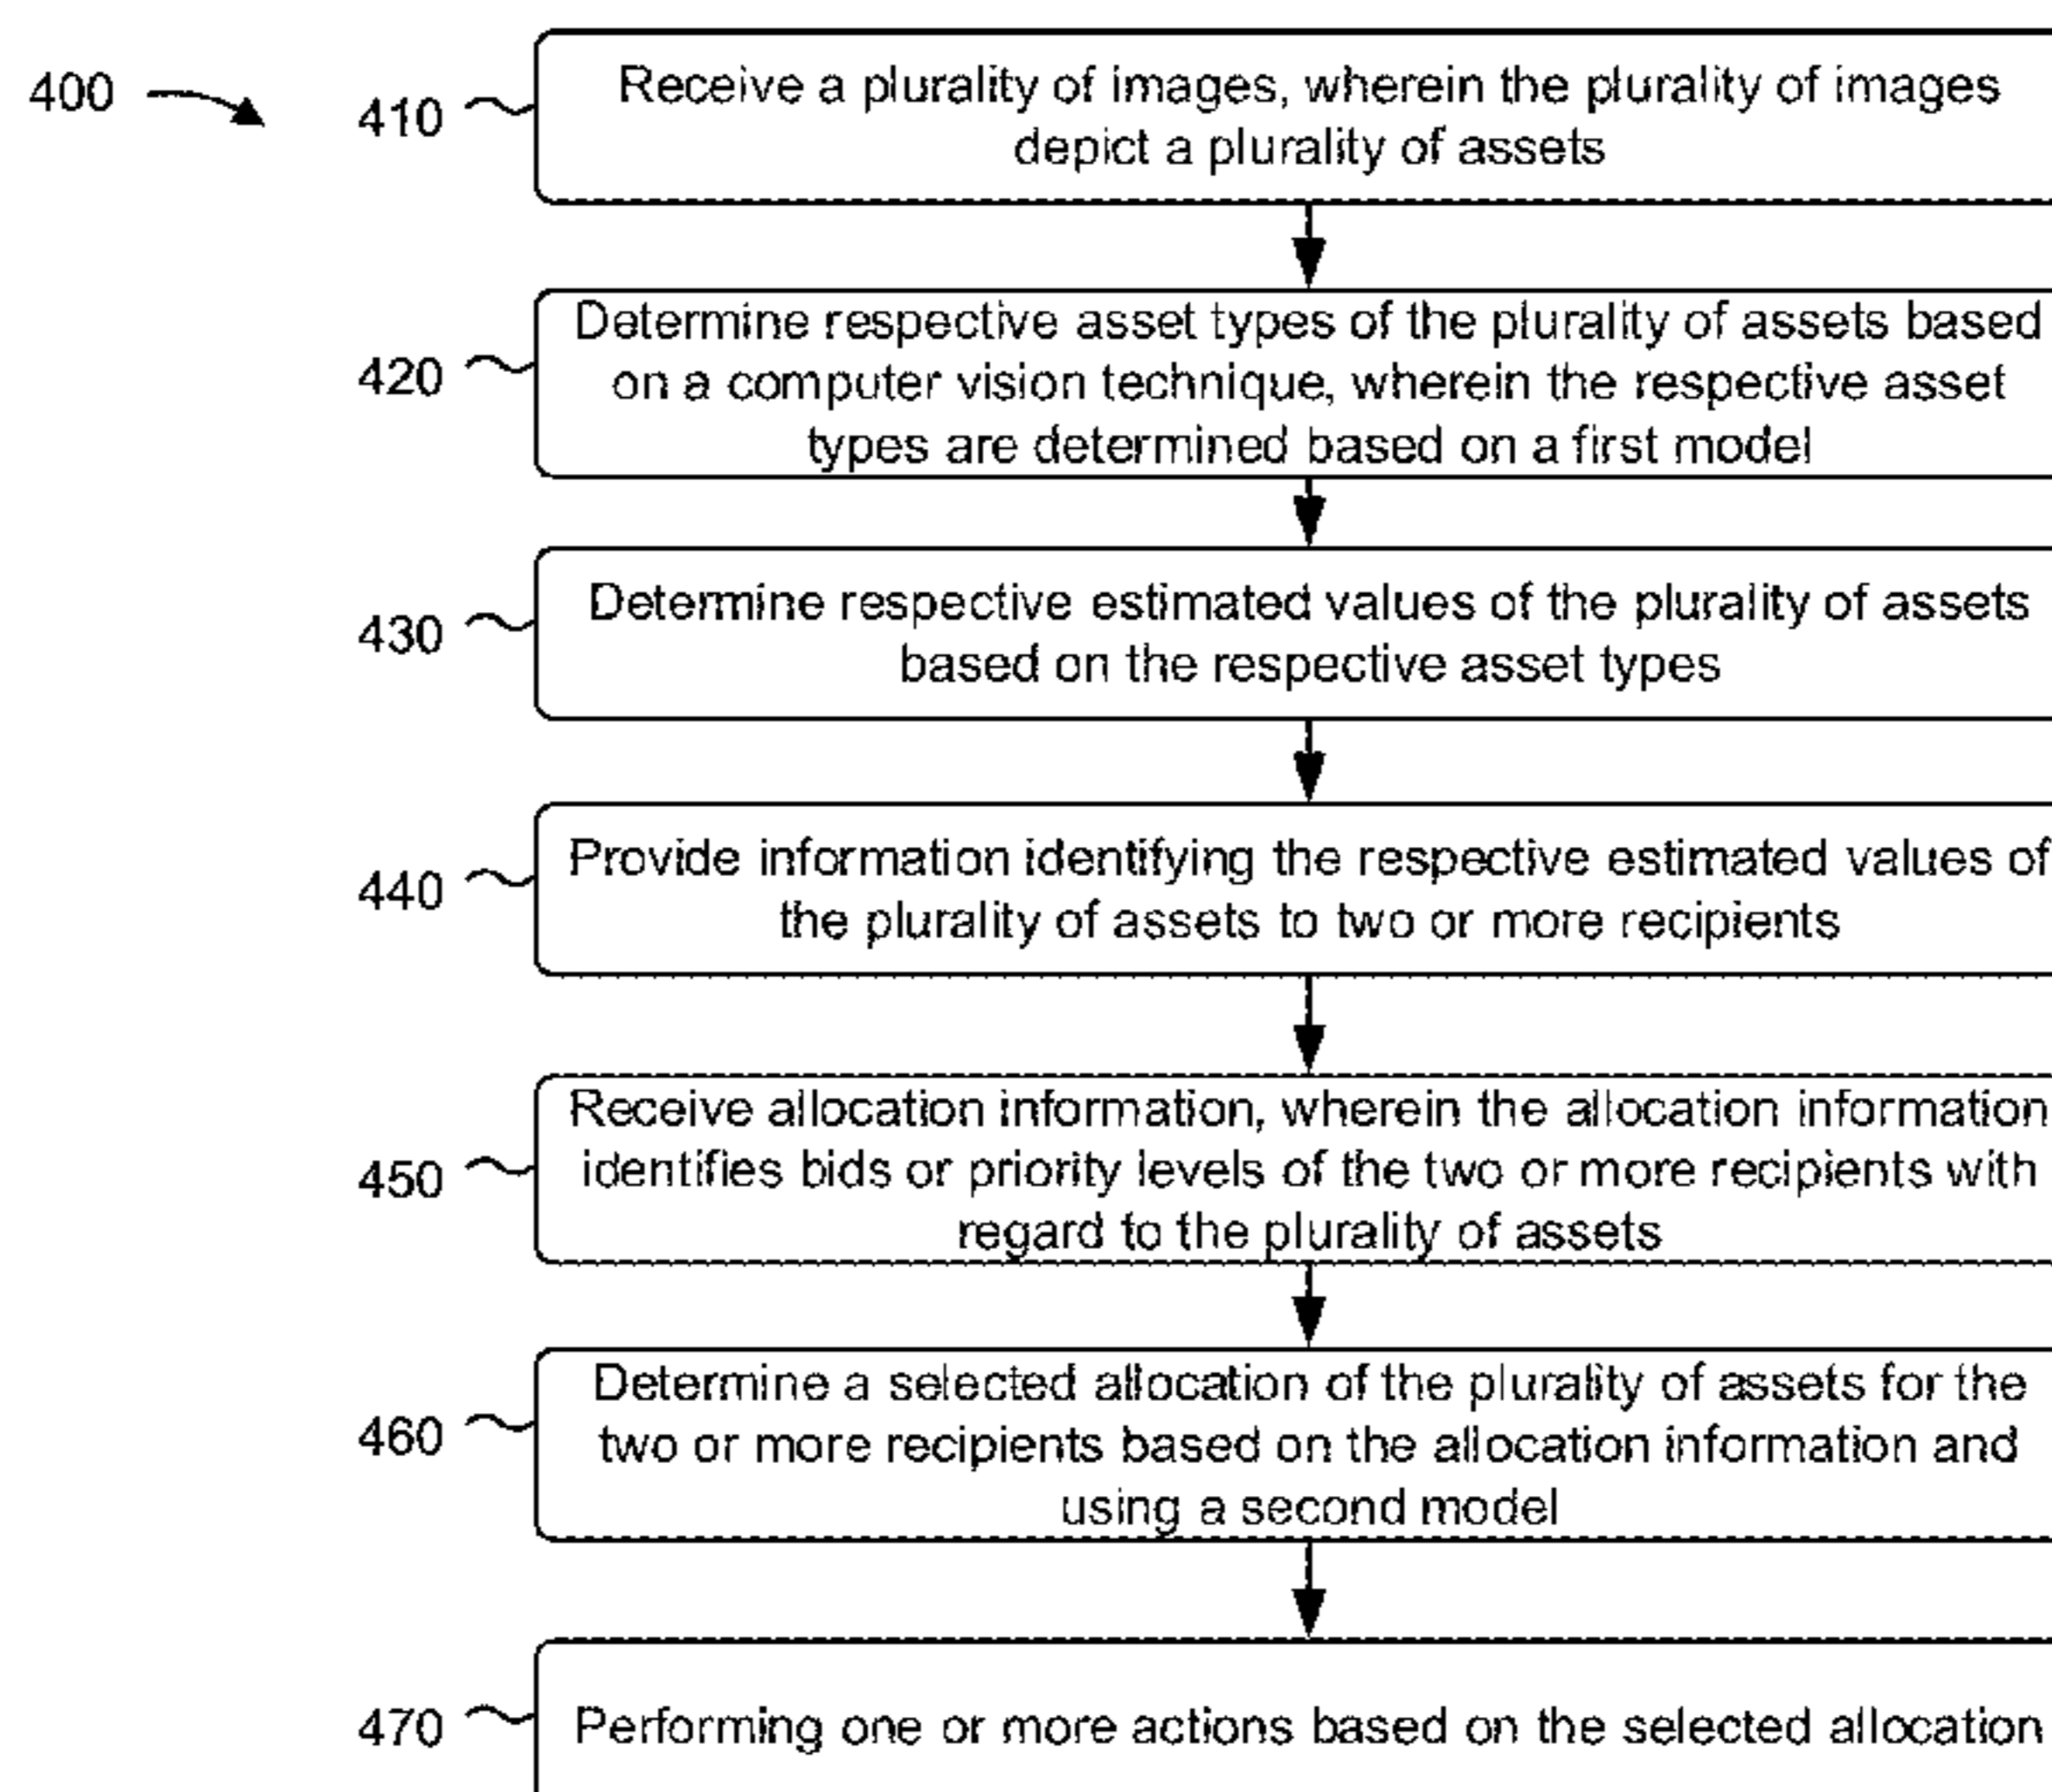 400
410
Receive a plurality of images, wherein the plurality of images
depict a plurality of assets
420
Determine respective asset types of the plurality of assets based
on a computer vision technique, wherein the respective asset
types are determined based on a first model
430
Determine respective estimated values of the plurality of assets
based on the respective asset types
440
Provide information identifying the respective estimated values of
the plurality of assets to two or more recipients
450
Receive allocation information, wherein the allocation information
identifies bids or priority levels of the two or more recipients with
regard to the plurality of assets
460
Determine a selected allocation of the plurality of assets for the
two or more recipients based on the allocation information and
using a second model
470
Performing one or more actions based on the selected allocation